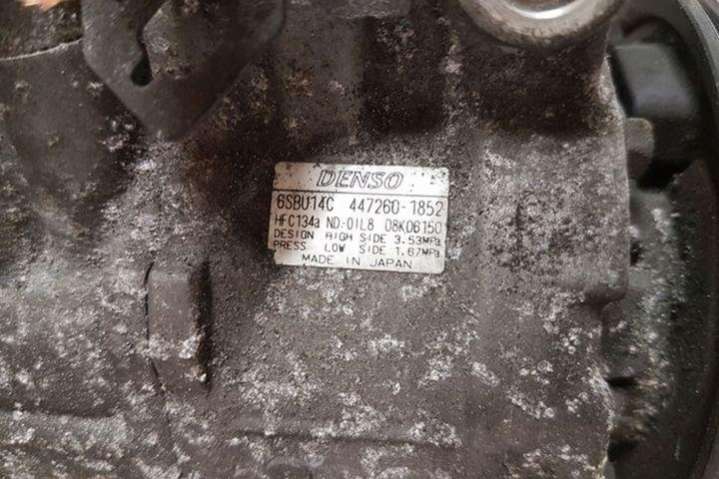 DENSO
6SBU14C 447260-1852
HFC134a ND-OIL8 08KD6150
DESIGN HIGH SIDE 3.53MPa
PRESS. LOW SIDE 1.67MPa
MADE IN JAPAN